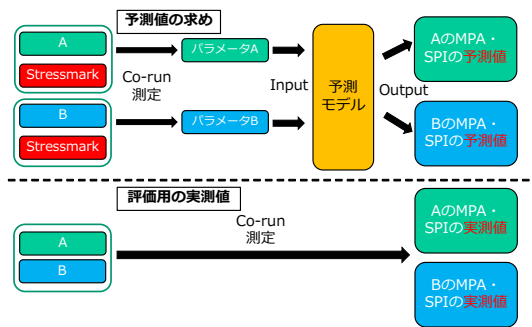 予測値の求め
A
Stressmark
B
Stressmark
Co-run
測定
パラメータA
パラメータB
Input
予測
モデル
Output
AのMPA・
SPIの予測値
BのMPA・
SPIの予測値
評価用の実測値
A
B
Co-run
測定
AのMPA・
SPIの実測値
BのMPA・
SPIの実測値